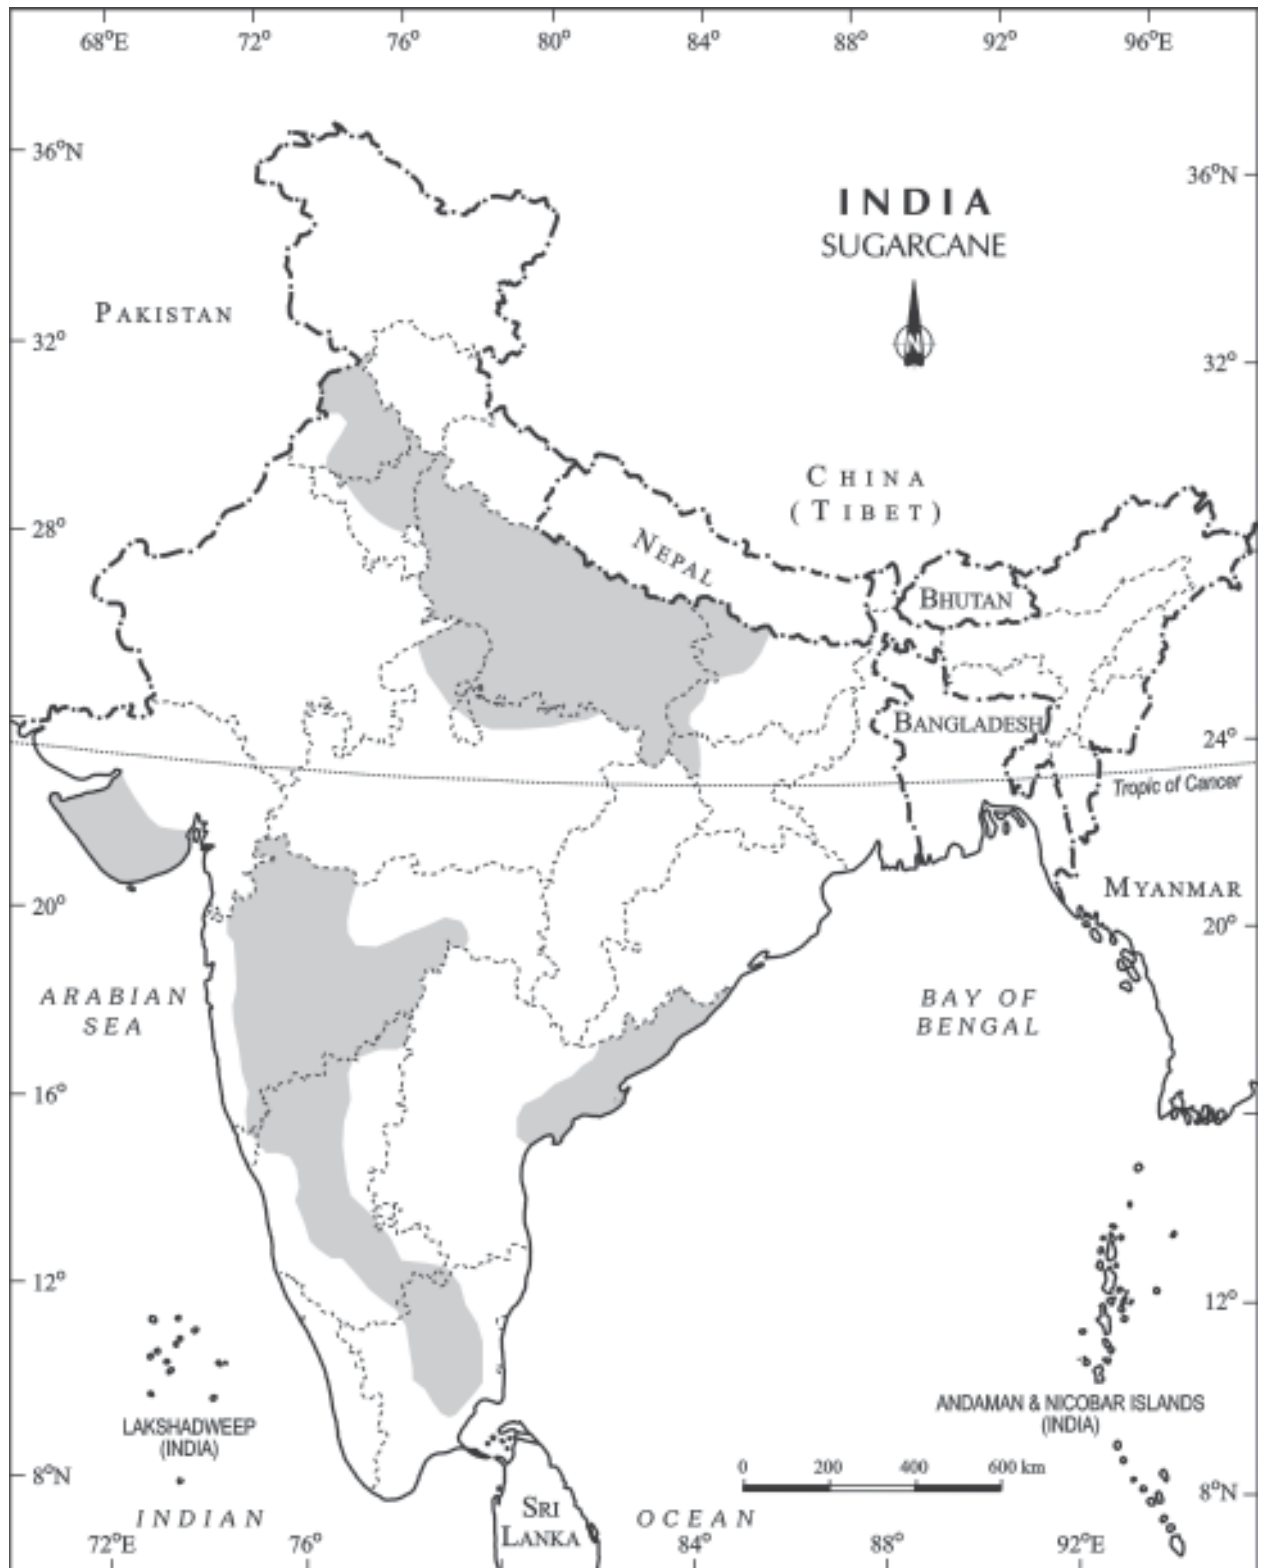 68°E 72° 76° 80° 84° 88° 92° 96°E
36°N
36°N
INDIA
SUGARCANE
N
PAKISTAN
32°
32°
CHINA
(TIBET)
28°
NEPAL
28°
BHUTAN
BANGLADESH
24°
Tropic of Cancer
MYANMAR
20°
20°
ARABIAN
SEA
BAY OF
BENGAL
16°
12°
12°
LAKSHADWEEP
(INDIA)
ANDAMAN & NICOBAR ISLANDS
(INDIA)
0 200 400 600 km
8°N
8°N
INDIAN
OCEAN
SRI
LANKA
72°E 76° 84° 88° 92°E